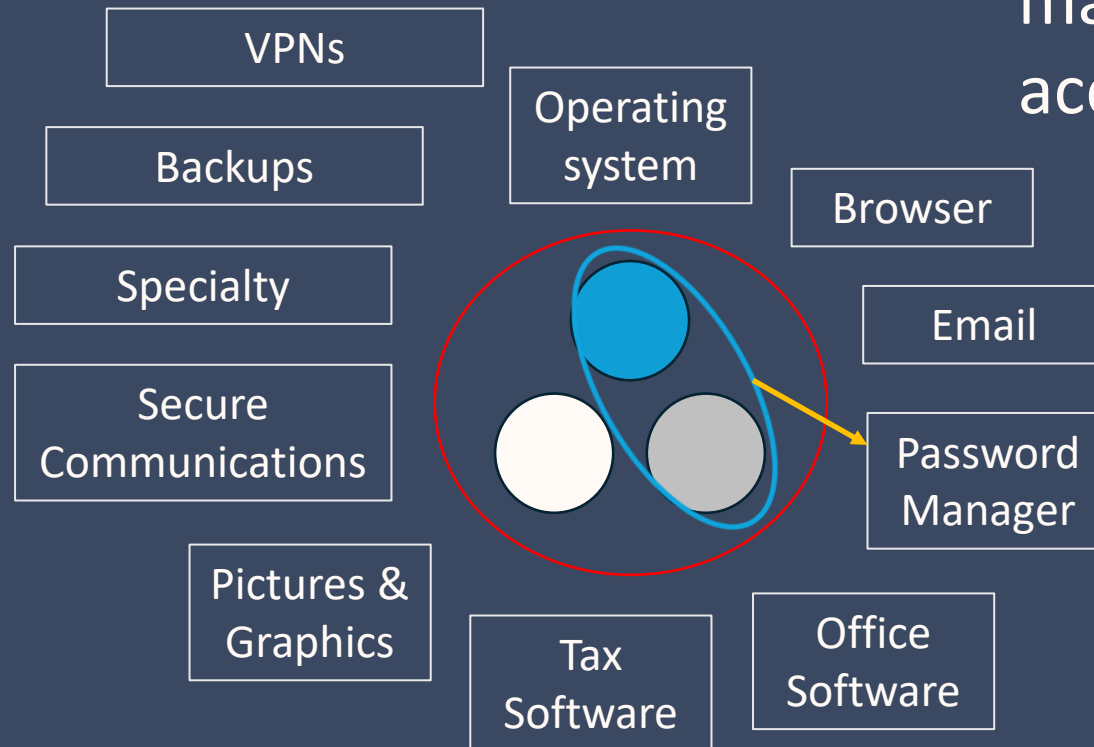 VPNs
Operating
system
Backups
Browser
Specialty
Email
Secure
Communications
Password
Manager
Pictures &
Graphics
Tax
Software
Office
Software